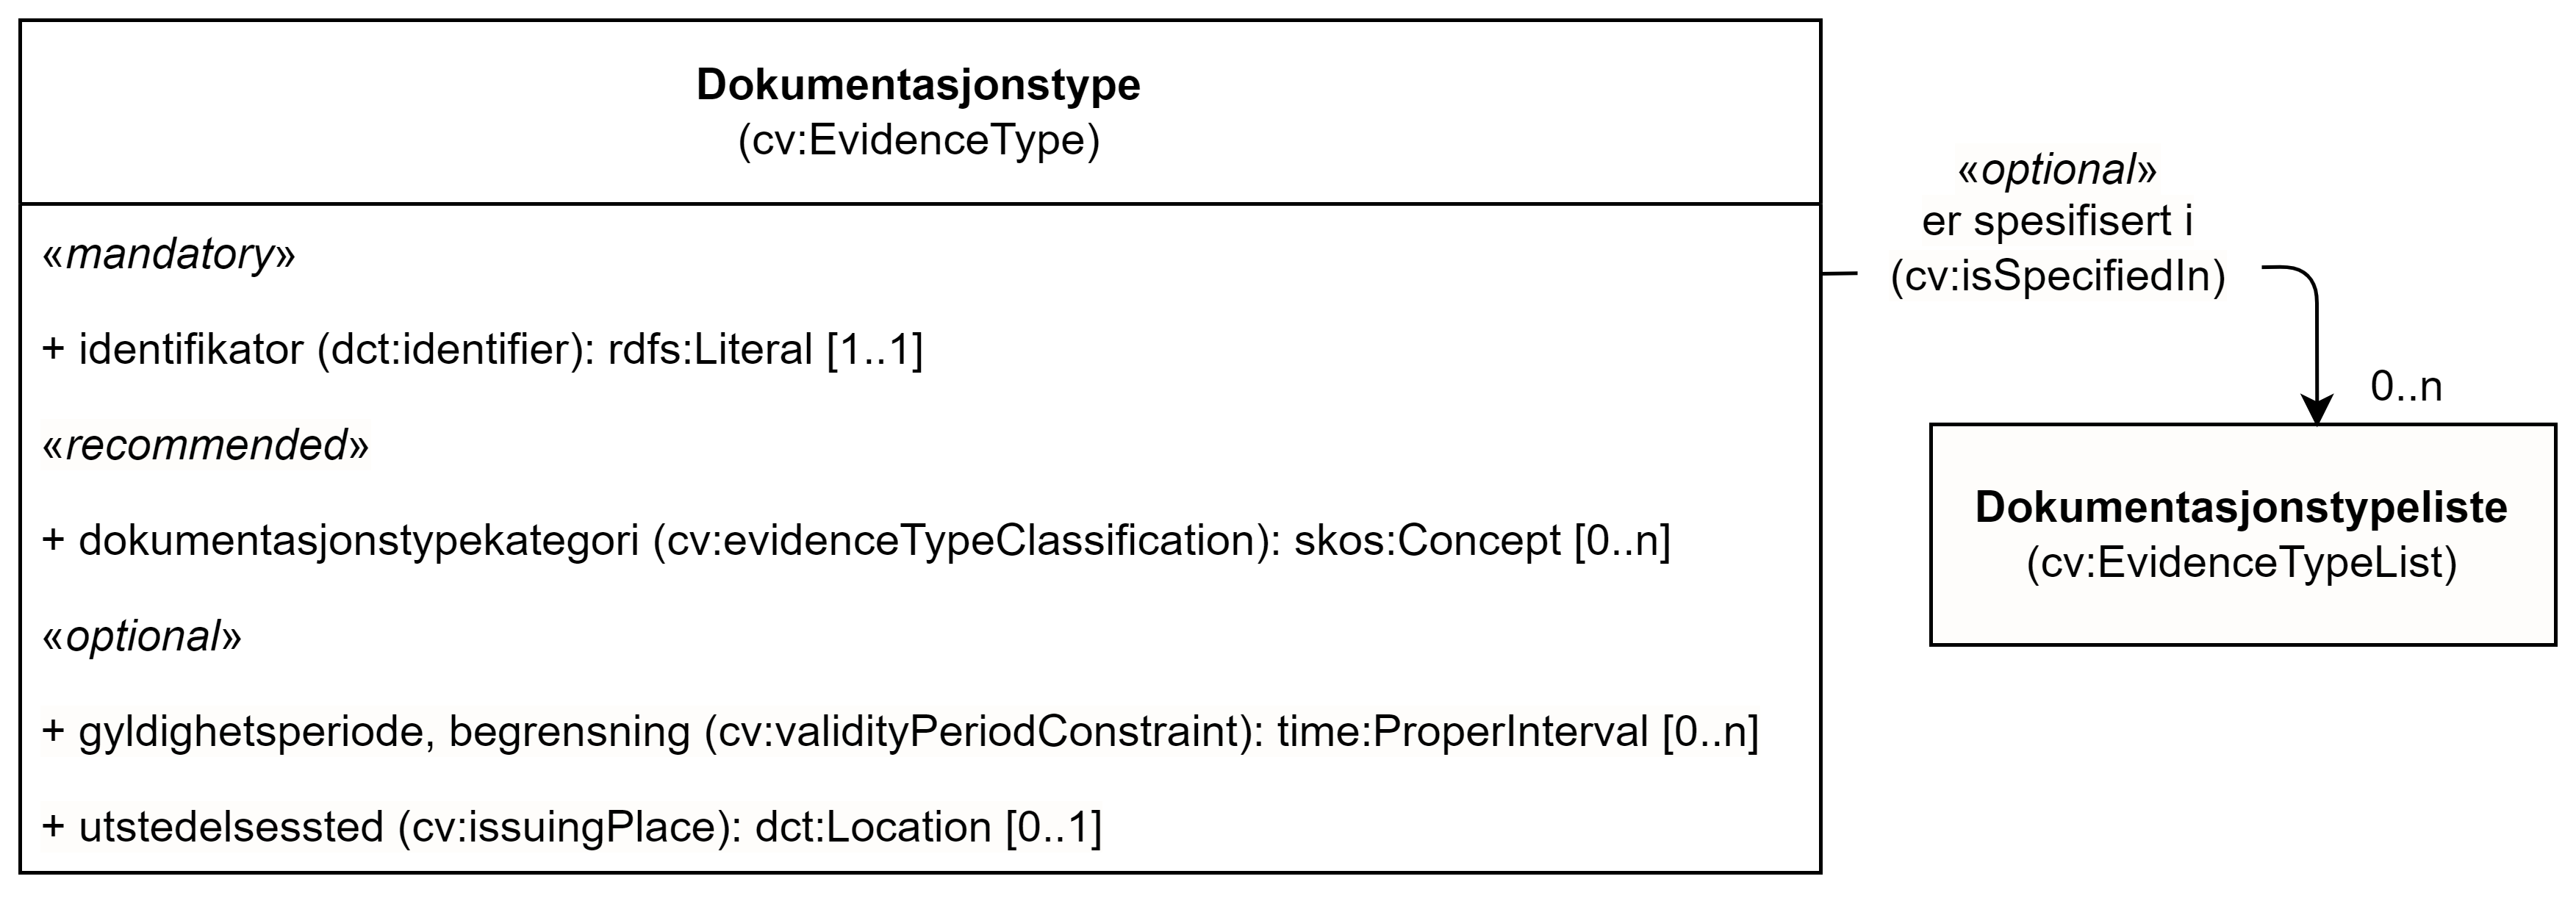 Dokumentasjonstype
(cv:EvidenceType)
«mandatory»
+ identifikator (dct:identifier): rdfs:Literal [1..1]
«recommended»
+ dokumentasjonstypekategori (cv:evidenceTypeClassification): skos:Concept [0..n]
«optional»
+ gyldighetsperiode, begrensning (cv:validityPeriodConstraint): time:ProperInterval [0..n]
+ utstedelsessted (cv:issuingPlace): dct:Location [0..1]
«optional»
er spesifisert i
(cv:isSpecifiedIn)
0..n
Dokumentasjonstypeliste
(cv:EvidenceTypeList)